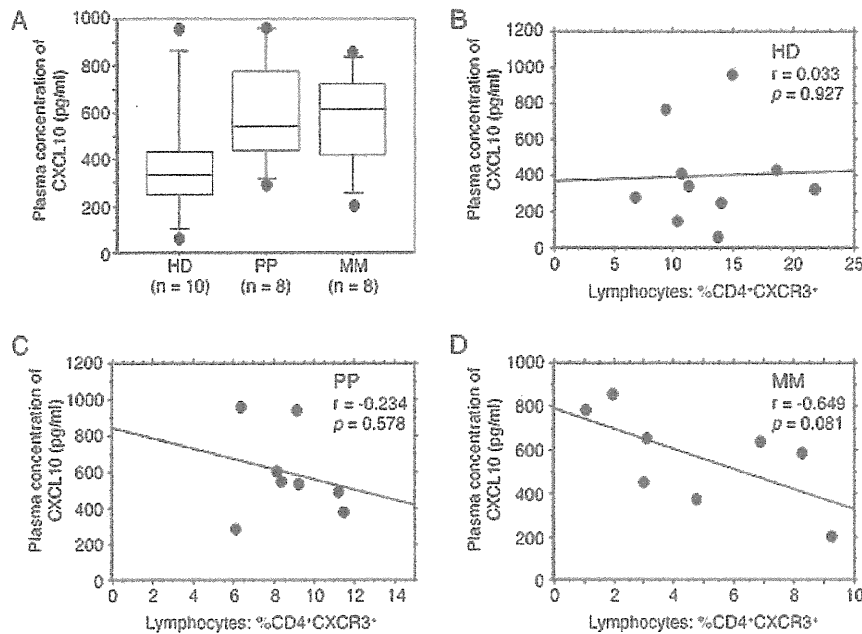 A
Plasma concentration of
CXCL10 (pg/ml)
1000
800
600
400
200
0
HD
(n = 10)
PP
(n = 8)
MM
(n = 8)
B
Plasma concentration of
CXCL10 (pg/ml)
1200
1000
800
600
400
200
0
HD
r = 0.033
p = 0.927
0 5 10 15 20 25
Lymphocytes: %CD4⁺CXCR3⁺
C
Plasma concentration of
CXCL10 (pg/ml)
1200
1000
800
600
400
200
0
PP
r = -0.234
p = 0.578
0 2 4 6 8 10 12 14
Lymphocytes: %CD4⁺CXCR3⁺
D
Plasma concentration of
CXCL10 (pg/ml)
1000
800
600
400
200
0
MM
r = -0.649
p = 0.081
0 2 4 6 8 10
Lymphocytes: %CD4⁺CXCR3⁺